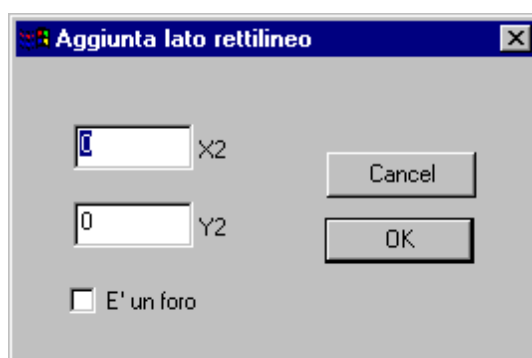 Aggiunta lato rettilineo
0 X2
Cancel
0 Y2
OK
E' un foro